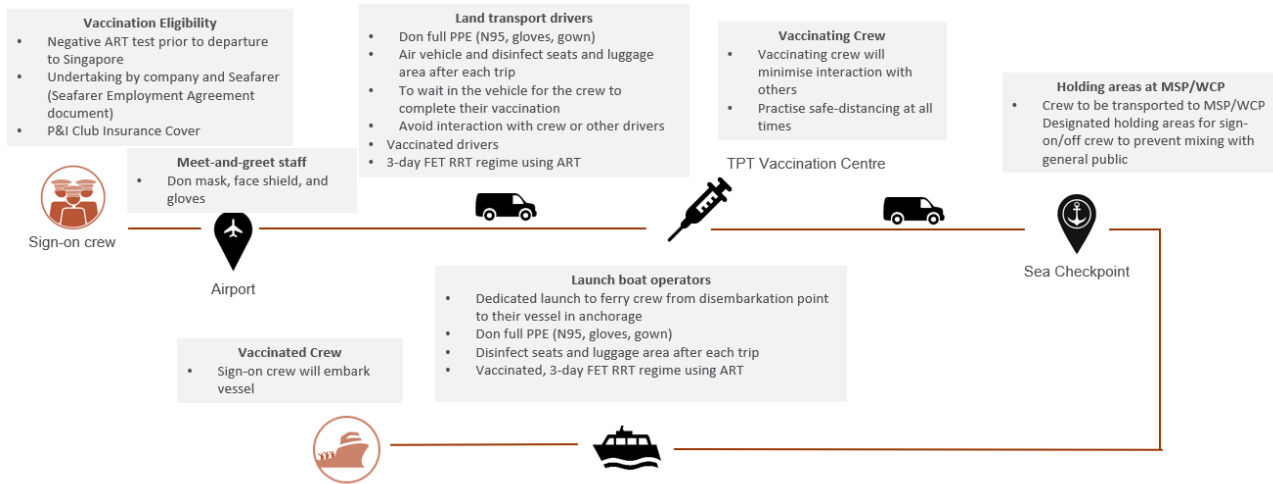 Vaccination Eligibility
• Negative ART test prior to departure
to Singapore
• Undertaking by company and Seafarer
(Seafarer Employment Agreement
document)
• P&I Club Insurance Cover
Meet-and-greet staff
• Don mask, face shield, and
gloves
Sign-on crew
Airport
Land transport drivers
• Don full PPE (N95, gloves, gown)
• Air vehicle and disinfect seats and luggage
area after each trip
• To wait in the vehicle for the crew to
complete their vaccination
• Avoid interaction with crew or other drivers
• Vaccinated drivers
• 3-day FET RRT regime using ART
Vaccinating Crew
• Vaccinating crew will
minimise interaction with
others
• Practise safe-distancing at all
times
TPT Vaccination Centre
Holding areas at MSP/WCP
• Crew to be transported to MSP/WCP
Designated holding areas for sign-
on/off crew to prevent mixing with
general public
Sea Checkpoint
Launch boat operators
• Dedicated launch to ferry crew from disembarkation point
to their vessel in anchorage
• Don full PPE (N95, gloves, gown)
• Disinfect seats and luggage area after each trip
• Vaccinated, 3-day FET RRT regime using ART
Vaccinated Crew
• Sign-on crew will embark
vessel